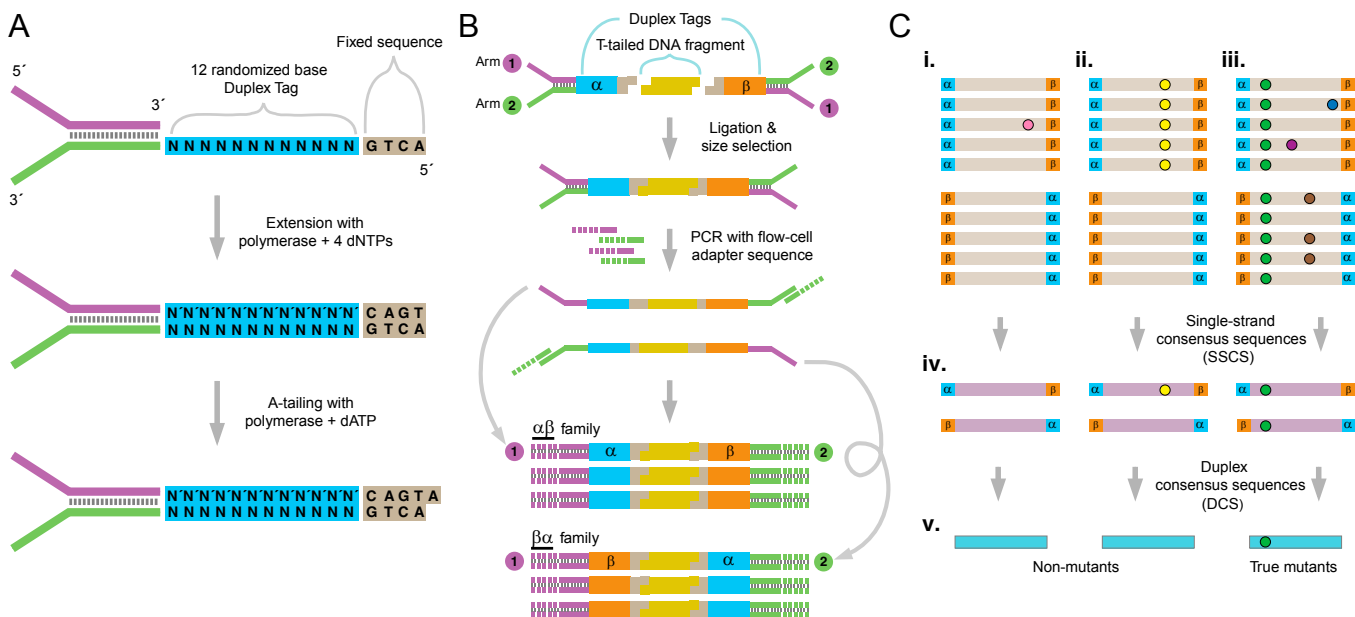 A
5´
3´
12 randomized base
Duplex Tag
Fixed sequence
N N N N N N N N N N N N G T C A
5´
3´
Extension with
polymerase + 4 dNTPs
N´N´N´N´N´N´N´N´N´N´N´N´ C A G T
N N N N N N N N N N N N G T C A
A-tailing with
polymerase + dATP
N´N´N´N´N´N´N´N´N´N´N´N´ C A G T A
N N N N N N N N N N N N G T C A
B
Duplex Tags
T-tailed DNA fragment
Arm 1
α
β
2
Arm 2
1
Ligation &
size selection
PCR with flow-cell
adapter sequence
αβ family
1 α β 2
βα family
1 β α 2
C
i. ii. iii.
α β α β α β
α β α β α β
α β α β α β
α β α β α β
α β α β α β
β α β α β α
β α β α β α
β α β α β α
β α β α β α
β α β α β α
Single-strand
consensus sequences
(SSCS)
iv.
α β α β α β
β α β α β α
Duplex
consensus sequences
(DCS)
v.
Non-mutants
True mutants